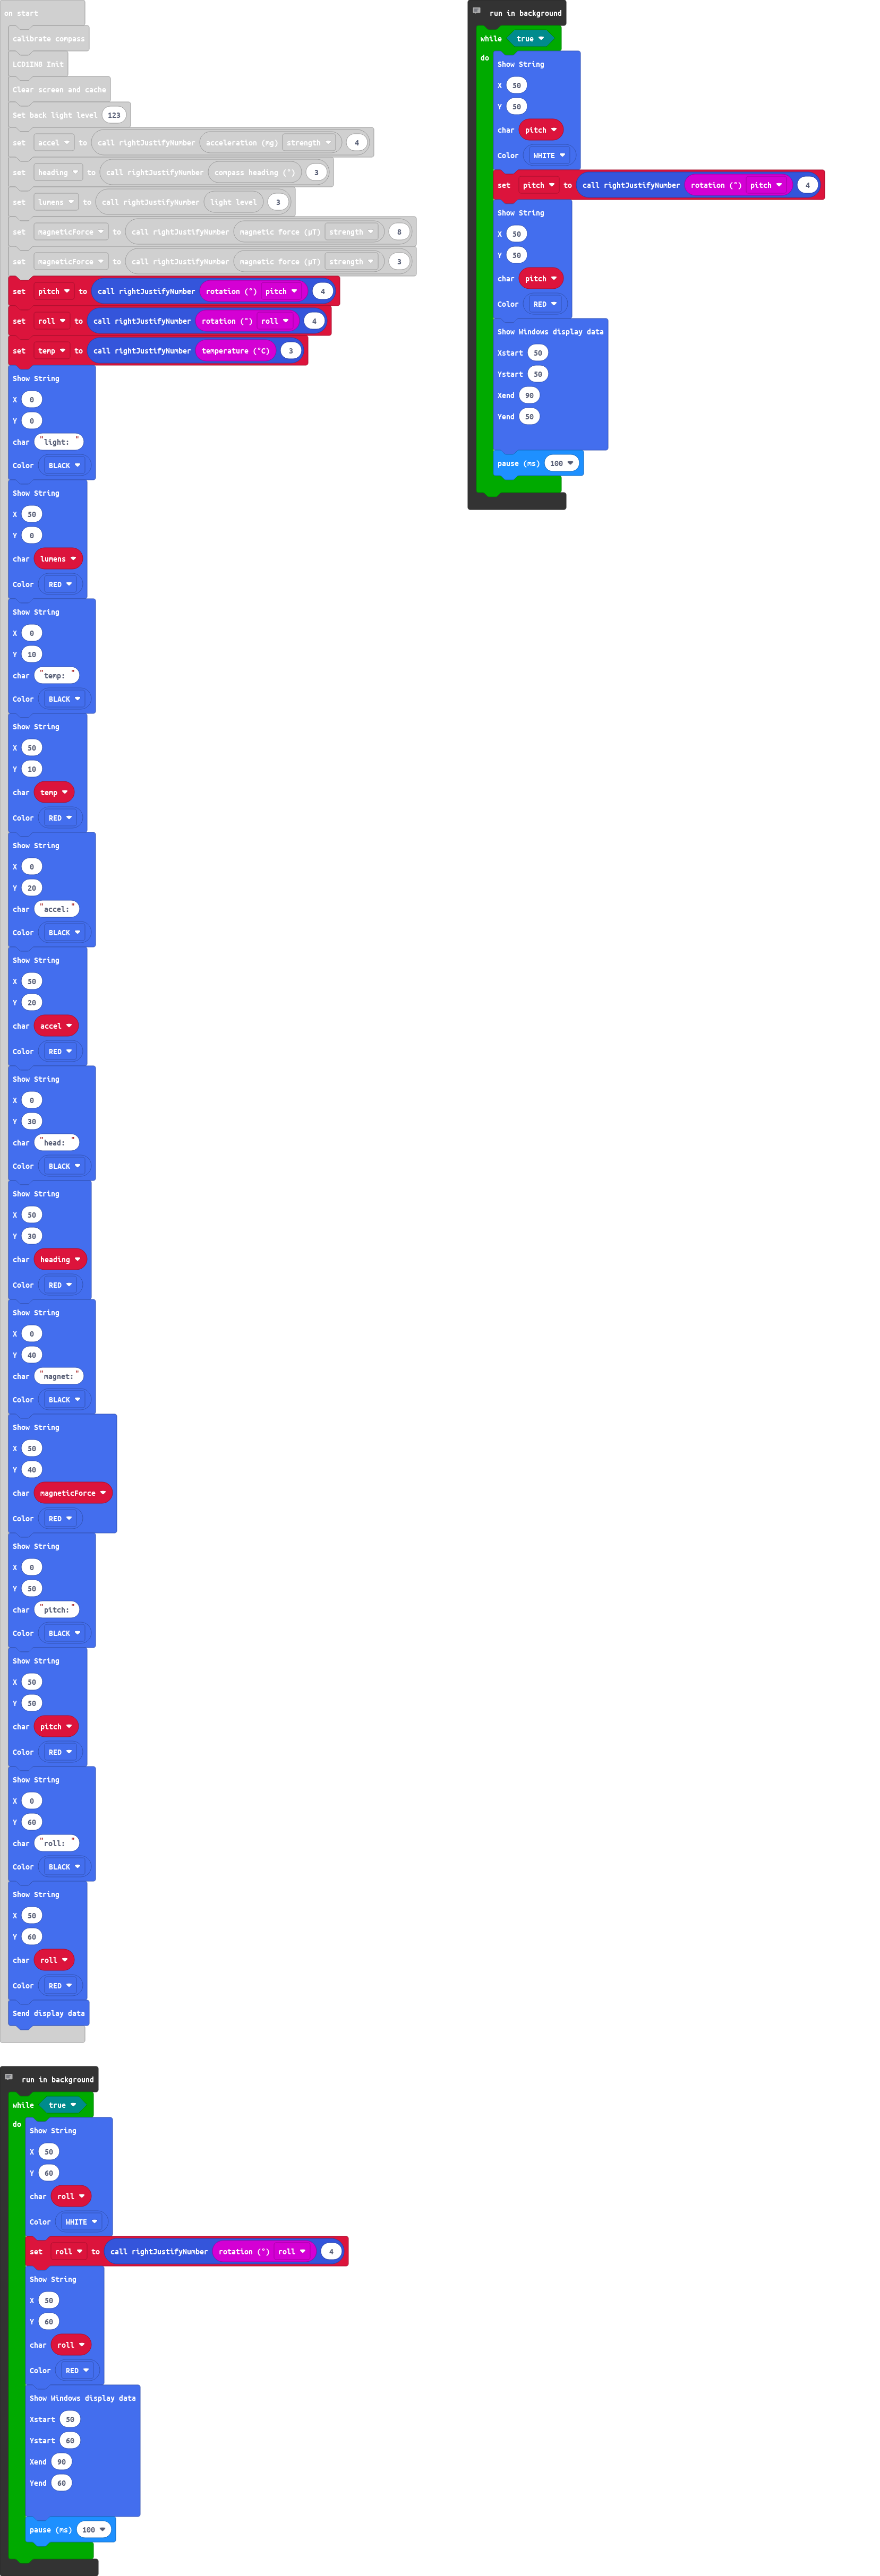 on start
calibrate compass
LCD1IN8 Init
Clear screen and cache
Set back light level 123
set accel to call rightJustifyNumber acceleration (mg) strength 4
set heading to call rightJustifyNumber compass heading (°) 3
set lumens to call rightJustifyNumber light level 3
set magneticForce to call rightJustifyNumber magnetic force (µT) strength 8
set magneticForce to call rightJustifyNumber magnetic force (µT) strength 3
set pitch to call rightJustifyNumber rotation (°) pitch 4
set roll to call rightJustifyNumber rotation (°) roll 4
set temp to call rightJustifyNumber temperature (°C) 3
Show String
X 0
Y 0
char "light: "
Color BLACK
Show String
X 50
Y 0
char lumens
Color RED
Show String
X 0
Y 10
char "temp: "
Color BLACK
Show String
X 50
Y 10
char temp
Color RED
Show String
X 0
Y 20
char "accel:"
Color BLACK
Show String
X 50
Y 20
char accel
Color RED
Show String
X 0
Y 30
char "head: "
Color BLACK
Show String
X 50
Y 30
char heading
Color RED
Show String
X 0
Y 40
char "magnet:"
Color BLACK
Show String
X 50
Y 40
char magneticForce
Color RED
Show String
X 0
Y 50
char "pitch:"
Color BLACK
Show String
X 50
Y 50
char pitch
Color RED
Show String
X 0
Y 60
char "roll: "
Color BLACK
Show String
X 50
Y 60
char roll
Color RED
Send display data
run in background
while true
do
Show String
X 50
Y 50
char pitch
Color WHITE
set pitch to call rightJustifyNumber rotation (°) pitch 4
Show String
X 50
Y 50
char pitch
Color RED
Show Windows display data
Xstart 50
Ystart 50
Xend 90
Yend 50
pause (ms) 100
run in background
while true
do
Show String
X 50
Y 60
char roll
Color WHITE
set roll to call rightJustifyNumber rotation (°) roll 4
Show String
X 50
Y 60
char roll
Color RED
Show Windows display data
Xstart 50
Ystart 60
Xend 90
Yend 60
pause (ms) 100